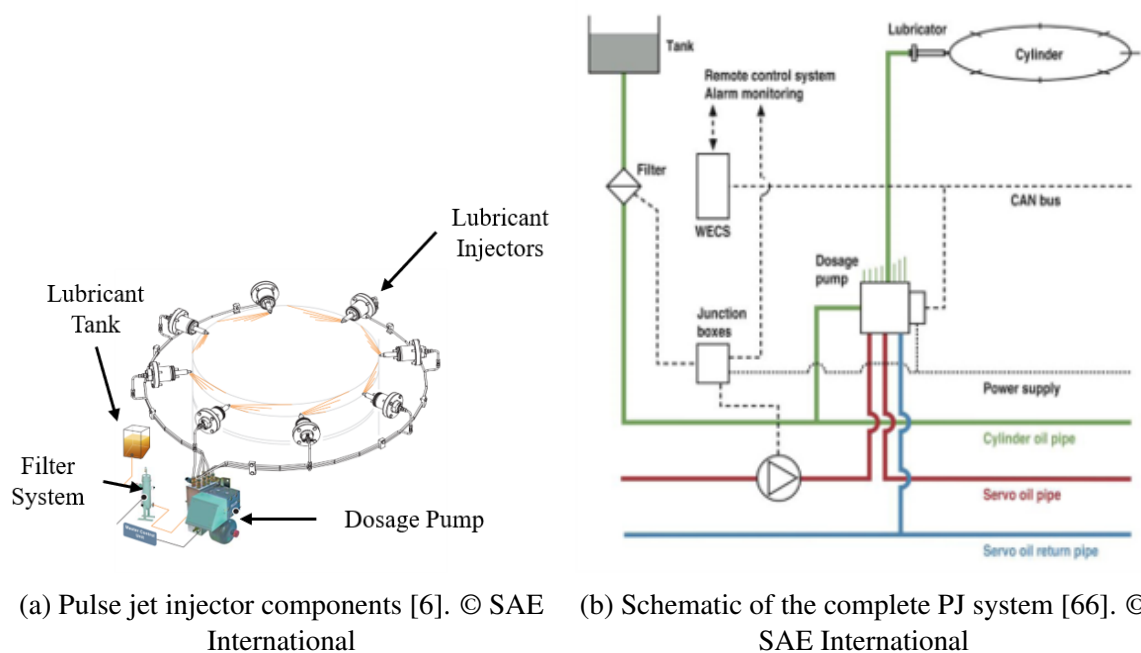 Lubricant
Injectors
Lubricant
Tank
Filter
System
Dosage Pump
Tank
Lubricator
Cylinder
Remote control system
Alarm monitoring
Filter
WECS
CAN bus
Dosage
pump
Junction
boxes
Power supply
Cylinder oil pipe
Servo oil pipe
Servo oil return pipe
(a) Pulse jet injector components [6]. © SAE
International
(b) Schematic of the complete PJ system [66]. ©
SAE International